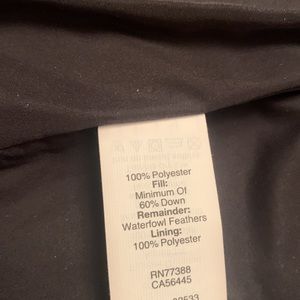 100% Polyester
Fill:
Minimum Of
60% Down
Remainder:
Waterfowl Feathers
Lining:
100% Polyester
RN77388
CA56445